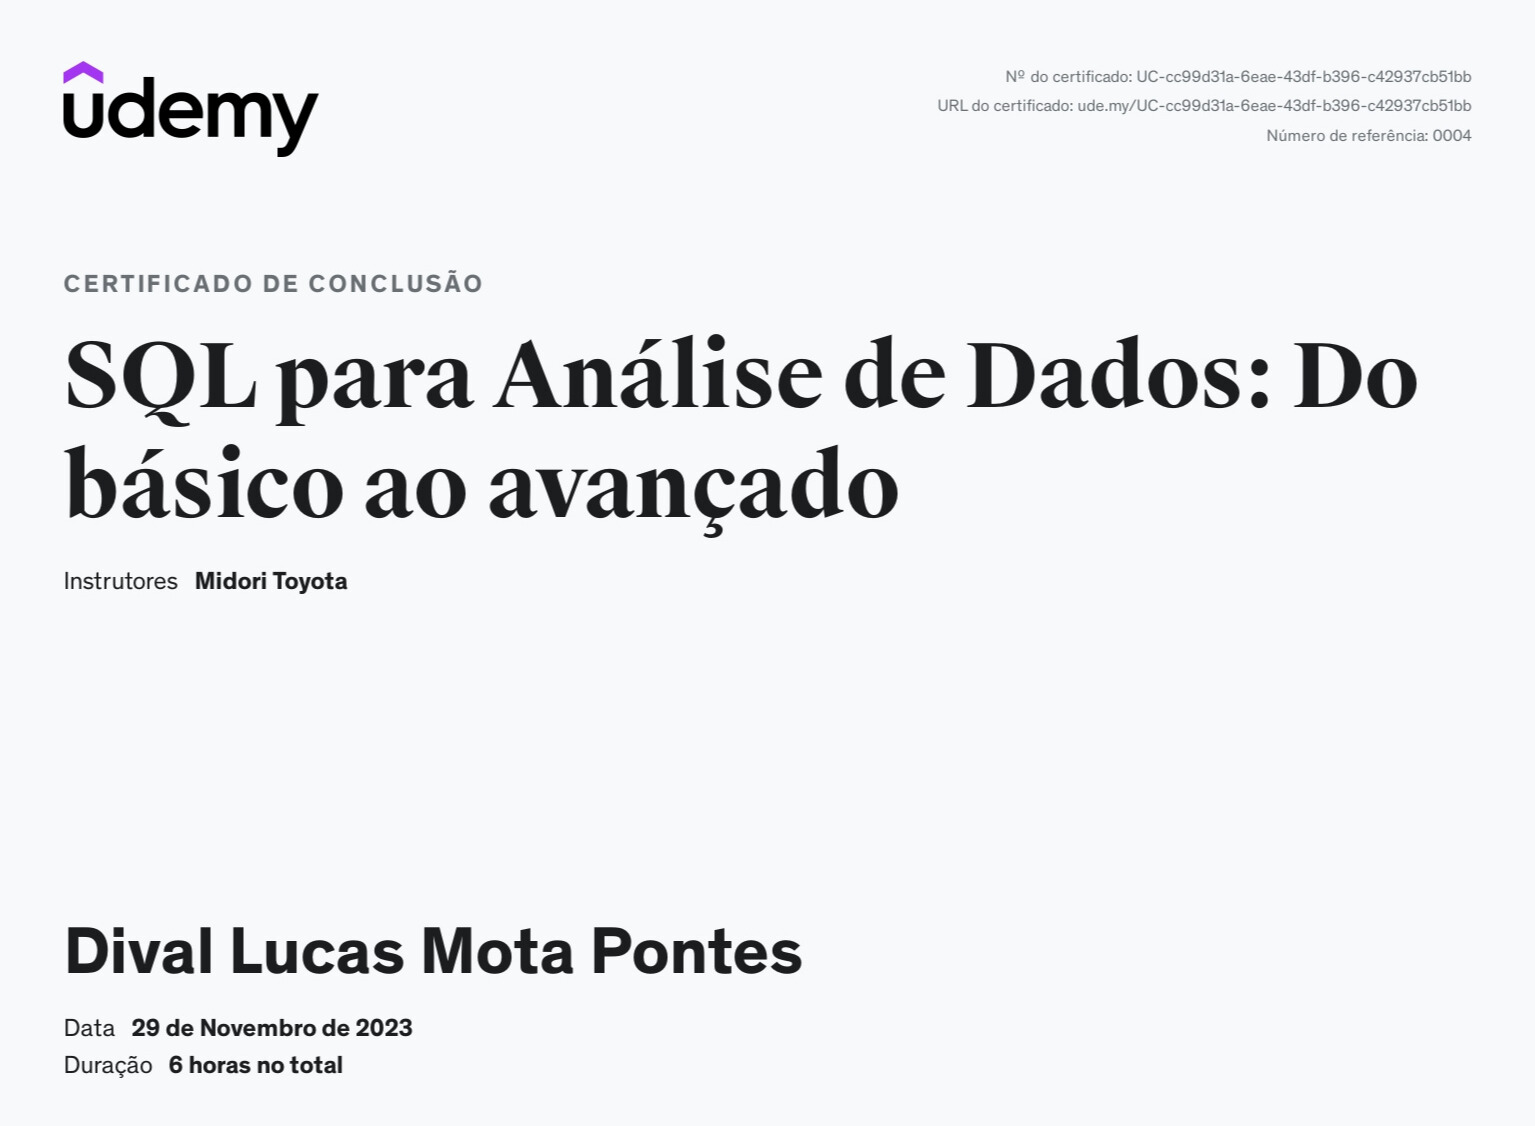 udemy
Nº do certificado: UC-cc99d31a-6eae-43df-b396-c42937cb51bb
URL do certificado: ude.my/UC-cc99d31a-6eae-43df-b396-c42937cb51bb
Número de referência: 0004
CERTIFICADO DE CONCLUSÃO
SQL para Análise de Dados: Do
básico ao avançado
Instrutores Midori Toyota
Dival Lucas Mota Pontes
Data 29 de Novembro de 2023
Duração 6 horas no total